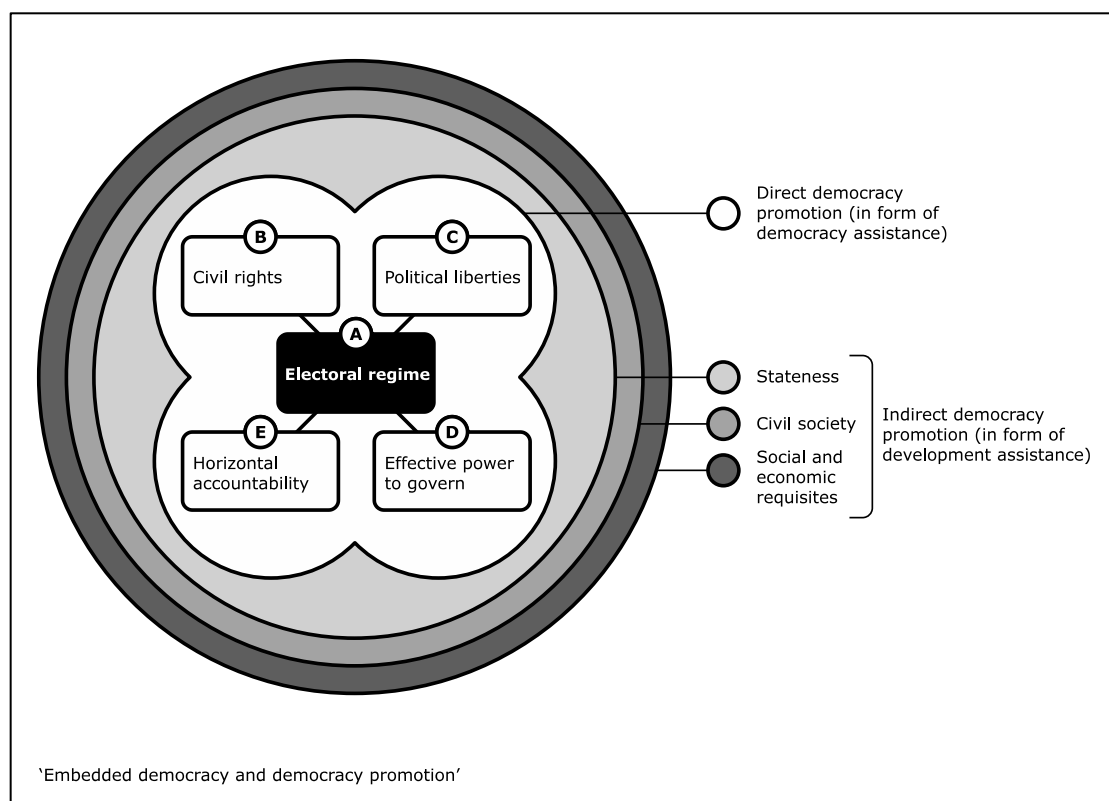 B
Civil rights
C
Political liberties
A
Electoral regime
E
Horizontal
accountability
D
Effective power
to govern
Direct democracy
promotion (in form of
democracy assistance)
Stateness
Civil society
Social and
economic
requisites
Indirect democracy
promotion (in form of
development assistance)
‘Embedded democracy and democracy promotion’